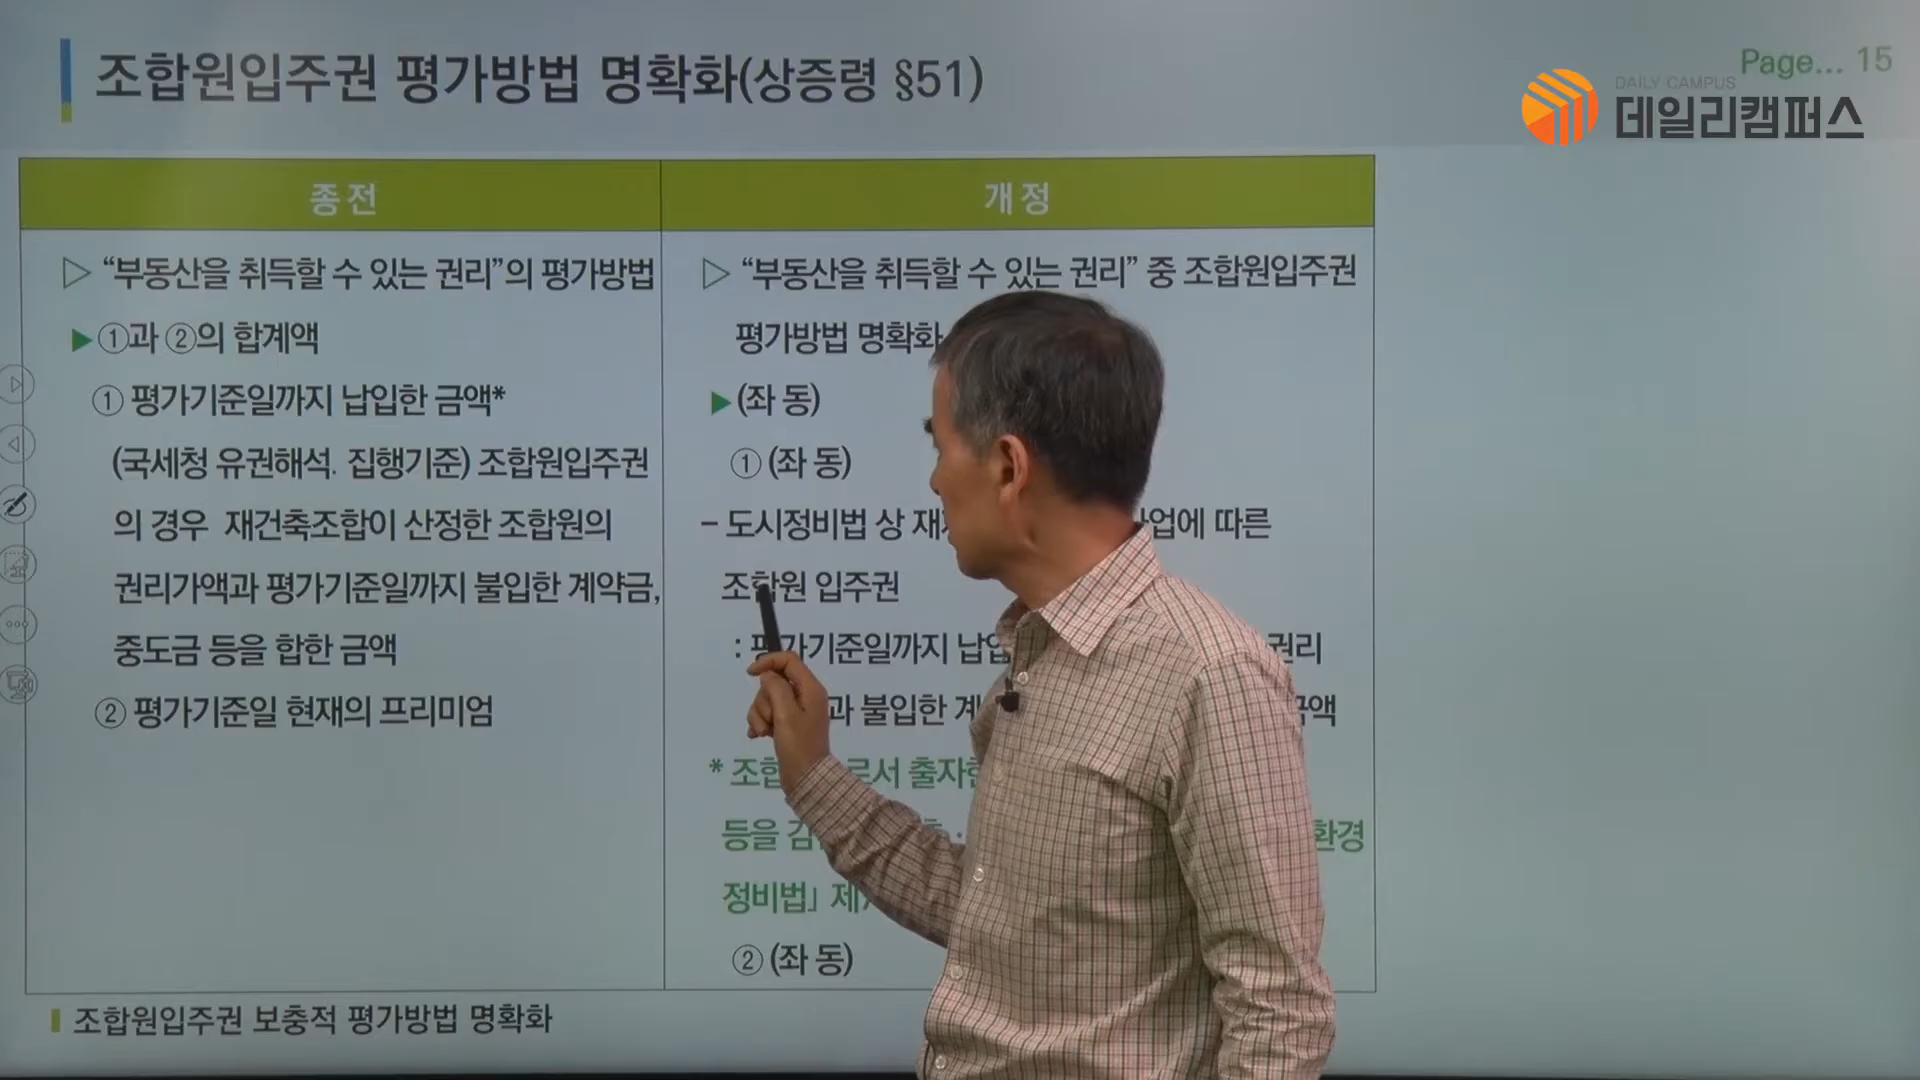 조합원입주권 평가방법 명확화(상증령 §51)
Page... 15
DAILY CAMPUS
데일리캠퍼스
종전
▷ “부동산을 취득할 수 있는 권리”의 평가방법
▶ ①과 ②의 합계액
① 평가기준일까지 납입한 금액*
(국세청 유권해석. 집행기준) 조합원입주권
의 경우 재건축조합이 산정한 조합원의
권리가액과 평가기준일까지 불입한 계약금,
중도금 등을 합한 금액
② 평가기준일 현재의 프리미엄
개정
▷ “부동산을 취득할 수 있는 권리” 중 조합원입주권
평가방법 명확화
▶ (좌 동)
① (좌 동)
- 도시정비법 상 에 따른
조합원 입주권
: 평가기준일까지 권리
과 불입한 금액
*
등을 환경
정비법」
② (좌 동)
조합원입주권 보충적 평가방법 명확화